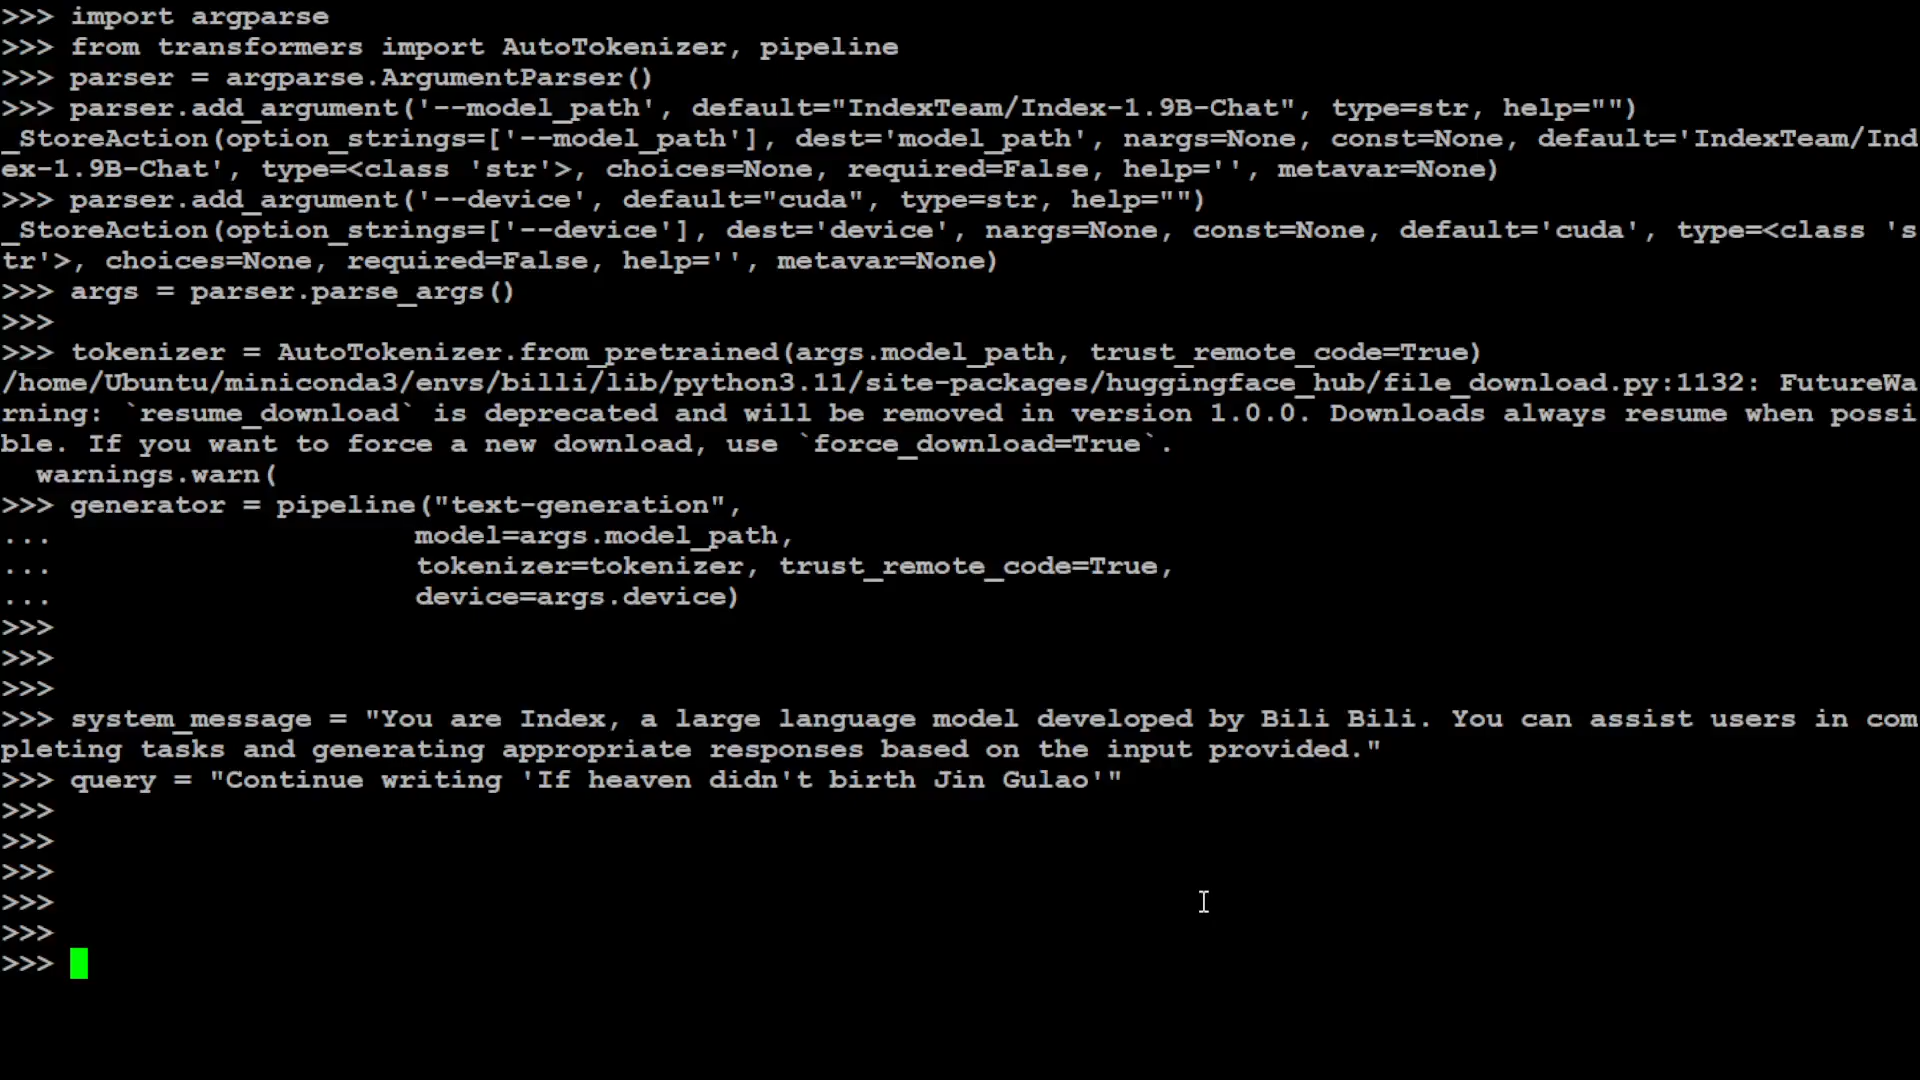 >>> import argparse
>>> from transformers import AutoTokenizer, pipeline
>>> parser = argparse.ArgumentParser()
>>> parser.add_argument('--model_path', default="IndexTeam/Index-1.9B-Chat", type=str, help="")
_StoreAction(option_strings=['--model_path'], dest='model_path', nargs=None, const=None, default='IndexTeam/Ind
ex-1.9B-Chat', type=<class 'str'>, choices=None, required=False, help='', metavar=None)
>>> parser.add_argument('--device', default="cuda", type=str, help="")
_StoreAction(option_strings=['--device'], dest='device', nargs=None, const=None, default='cuda', type=<class 's
tr'>, choices=None, required=False, help='', metavar=None)
>>> args = parser.parse_args()
>>>
>>> tokenizer = AutoTokenizer.from_pretrained(args.model_path, trust_remote_code=True)
/home/Ubuntu/miniconda3/envs/billi/lib/python3.11/site-packages/huggingface_hub/file_download.py:1132: FutureWa
rning: `resume_download` is deprecated and will be removed in version 1.0.0. Downloads always resume when possi
ble. If you want to force a new download, use `force_download=True`.
  warnings.warn(
>>> generator = pipeline("text-generation",
...                     model=args.model_path,
...                     tokenizer=tokenizer, trust_remote_code=True,
...                     device=args.device)
>>>
>>>
>>>
>>> system_message = "You are Index, a large language model developed by Bili Bili. You can assist users in com
pleting tasks and generating appropriate responses based on the input provided."
>>> query = "Continue writing 'If heaven didn't birth Jin Gulao'"
>>>
>>>
>>>
>>>
>>>
>>>